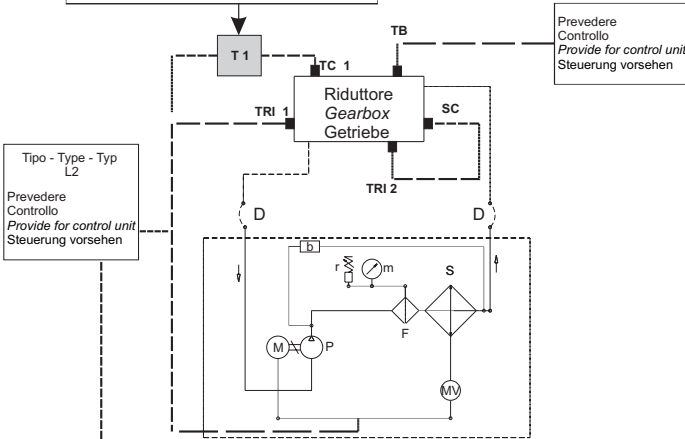 TB
Prevedere
Controllo
Provide for control unit
Steuerung vorsehen
T 1
TC 1
Riduttore
Gearbox
Getriebe
TRI 1
SC
TRI 2
Tipo - Type - Typ
L2
Prevedere
Controllo
Provide for control unit
Steuerung vorsehen
D
D
b
r
m
S
F
M
P
MV